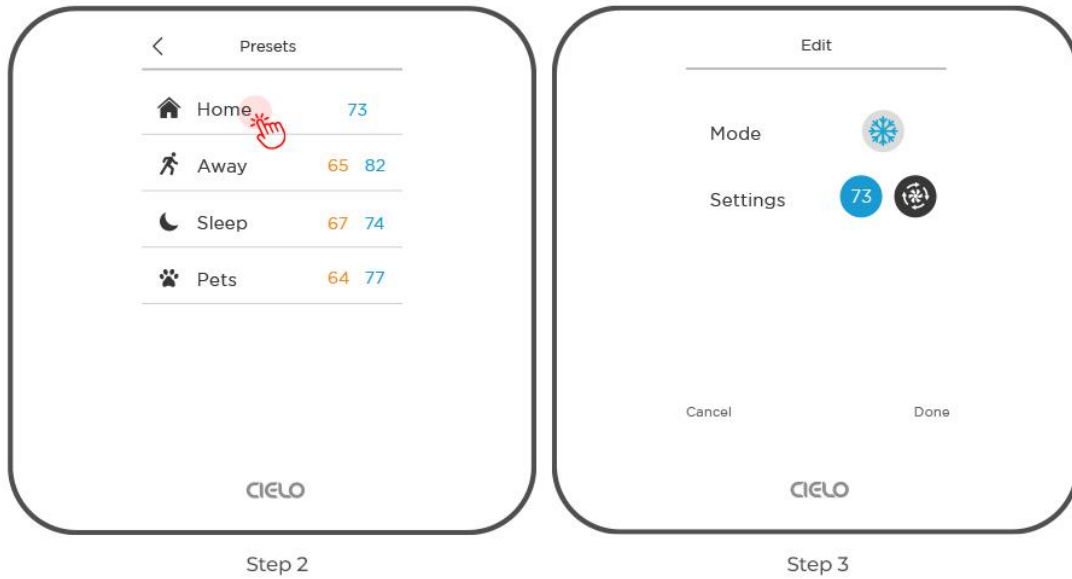 Presets
Home 73
Away 65 82
Sleep 67 74
Pets 64 77
CIELO
Step 2
Edit
Mode
Settings 73
Cancel Done
CIELO
Step 3